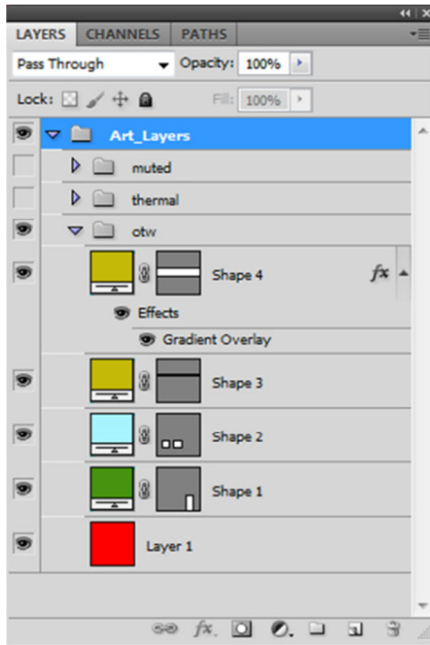 LAYERS CHANNELS PATHS
Pass Through Opacity: 100%
Lock: Fill: 100%
Art_Layers
muted
thermal
otw
Shape 4 fx
Effects
Gradient Overlay
Shape 3
Shape 2
Shape 1
Layer 1
fx.